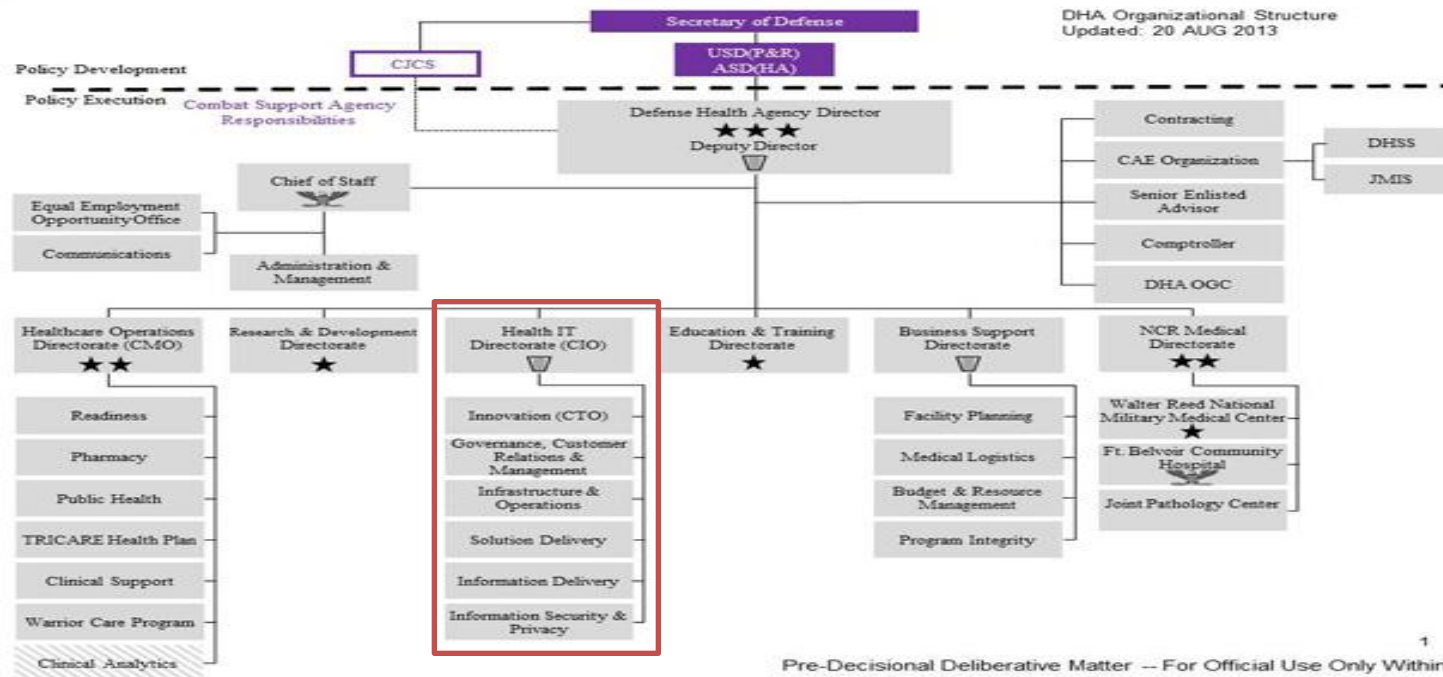 Secretary of Defense
DHA Organizational Structure
Updated: 20 AUG 2013
CJCS
USD(P&R)
ASD(HA)
Policy Development
Policy Execution
Combat Support Agency
Responsibilities
Defense Health Agency Director
Deputy Director
Contracting
CAE Organization
DHSS
JMIS
Senior Enlisted
Advisor
Comptroller
DHA OGC
Chief of Staff
Equal Employment
Opportunity Office
Communications
Administration &
Management
Healthcare Operations
Directorate (CMO)
Research & Development
Directorate
Health IT
Directorate (CIO)
Education & Training
Directorate
Business Support
Directorate
NCR Medical
Directorate
Readiness
Pharmacy
Public Health
TRICARE Health Plan
Clinical Support
Warrior Care Program
Clinical Analytics
Innovation (CTO)
Governance, Customer
Relations &
Management
Infrastructure &
Operations
Solution Delivery
Information Delivery
Information Security &
Privacy
Facility Planning
Medical Logistics
Budget & Resource
Management
Program Integrity
Walter Reed National
Military Medical Center
Ft. Belvoir Community
Hospital
Joint Pathology Center
1
Pre-Decisional Deliberative Matter -- For Official Use Only Within